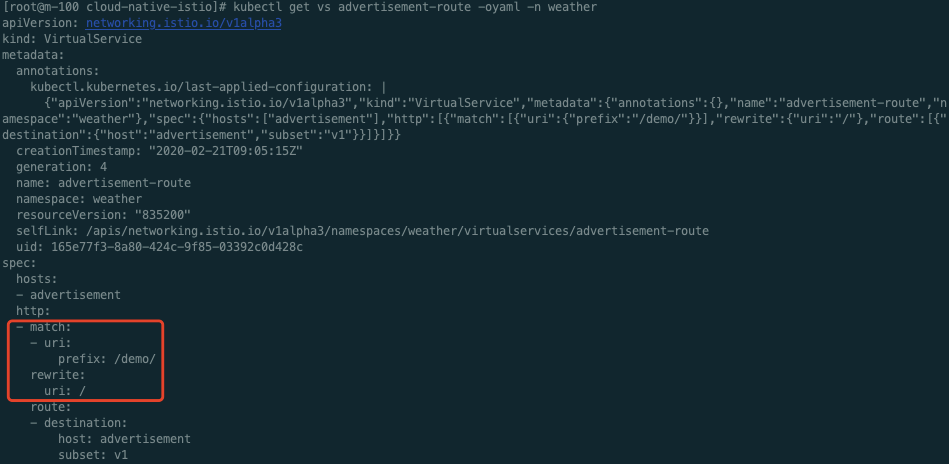 [root@m-100 cloud-native-istio]# kubectl get vs advertisement-route -oyaml -n weather
apiVersion: networking.istio.io/v1alpha3
kind: VirtualService
metadata:
  annotations:
    kubectl.kubernetes.io/last-applied-configuration: |
      {"apiVersion":"networking.istio.io/v1alpha3","kind":"VirtualService","metadata":{"annotations":{},"name":"advertisement-route","n
amespace":"weather"},"spec":{"hosts":["advertisement"],"http":[{"match":[{"uri":{"prefix":"/demo/"}}],"rewrite":{"uri":"/"},"route":[{"
destination":{"host":"advertisement","subset":"v1"}}]}]}}
  creationTimestamp: "2020-02-21T09:05:15Z"
  generation: 4
  name: advertisement-route
  namespace: weather
  resourceVersion: "835200"
  selfLink: /apis/networking.istio.io/v1alpha3/namespaces/weather/virtualservices/advertisement-route
  uid: 165e77f3-8a80-424c-9f85-03392c0d428c
spec:
  hosts:
  - advertisement
  http:
  - match:
    - uri:
        prefix: /demo/
    rewrite:
      uri: /
    route:
    - destination:
        host: advertisement
        subset: v1